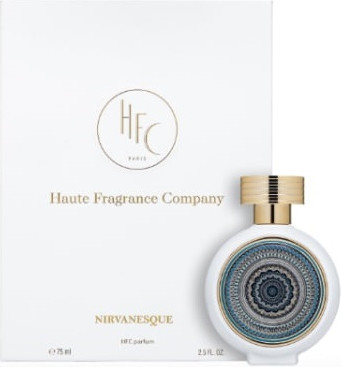 HFC
PARIS
Haute Fragrance Company
NIRVANESQUE
HFC parfum
℮ 75 ml 2.5 FL. OZ